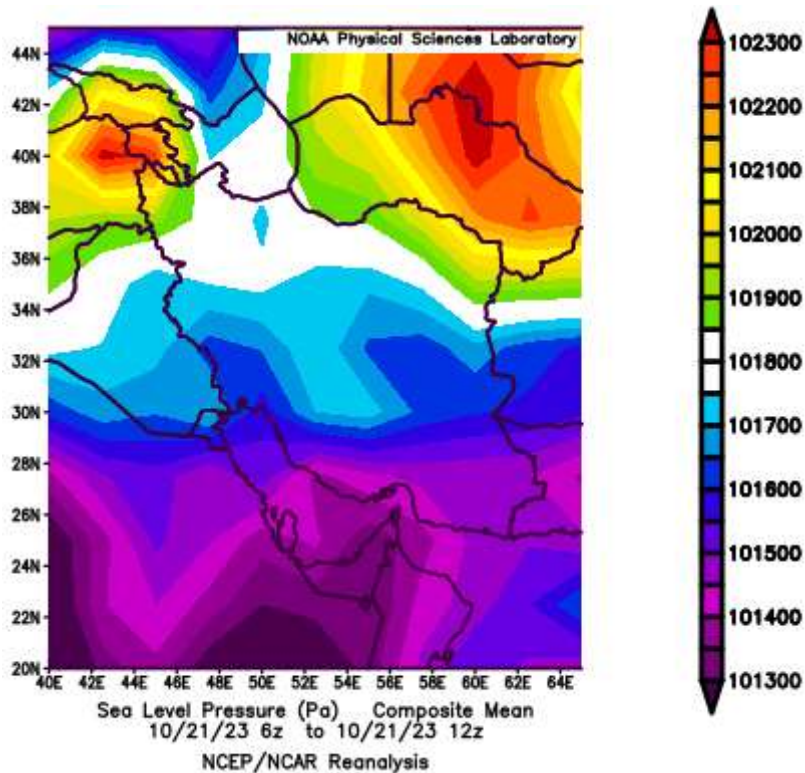 NOAA Physical Sciences Laboratory
44N
42N
40N
38N
36N
34N
32N
30N
28N
26N
24N
22N
20N
40E 42E 44E 46E 48E 50E 52E 54E 56E 58E 60E 62E 64E
102300
102200
102100
102000
101900
101800
101700
101600
101500
101400
101300
Sea Level Pressure (Pa) Composite Mean
10/21/23 6z to 10/21/23 12z
NCEP/NCAR Reanalysis